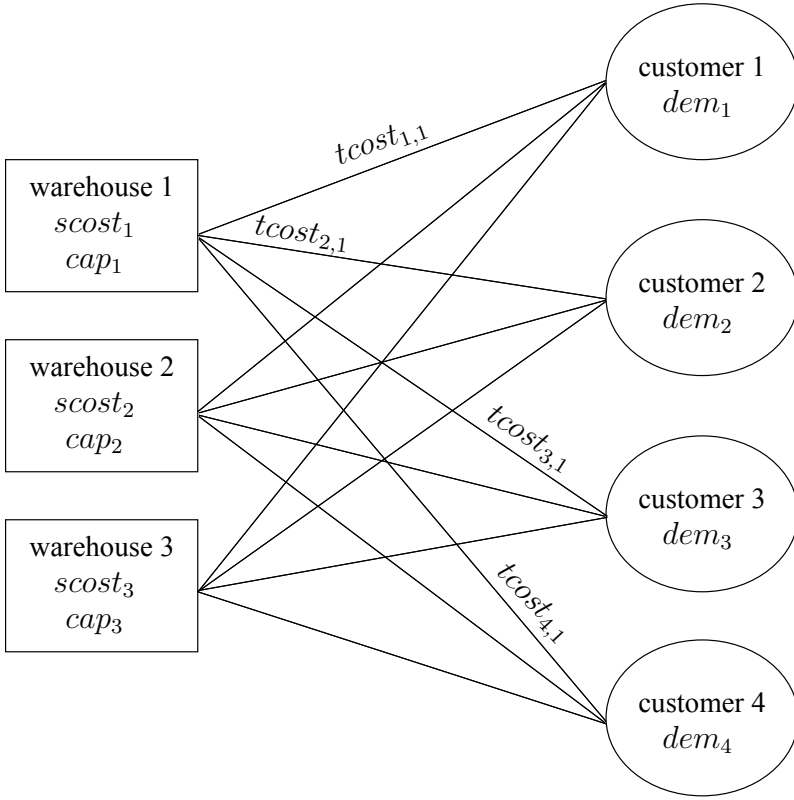 customer 1
dem₁
tcost₁,₁
warehouse 1
scost₁
cap₁
tcost₂,₁
customer 2
dem₂
warehouse 2
scost₂
cap₂
tcost₃,₁
customer 3
dem₃
warehouse 3
scost₃
cap₃
tcost₄,₁
customer 4
dem₄